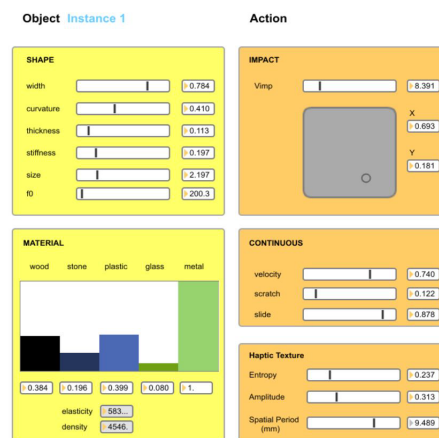 Object Instance 1
Action
SHAPE
width 0.784
curvature 0.410
thickness 0.113
stiffness 0.197
size 2.197
f0 200.3
IMPACT
Vimp 8.391
X
0.693
Y
0.181
MATERIAL
wood stone plastic glass metal
0.384 0.196 0.399 0.080 1.
elasticity 583...
density 4546.
CONTINUOUS
velocity 0.740
scratch 0.122
slide 0.878
Haptic Texture
Entropy 0.237
Amplitude 0.313
Spatial Period 9.489
(mm)